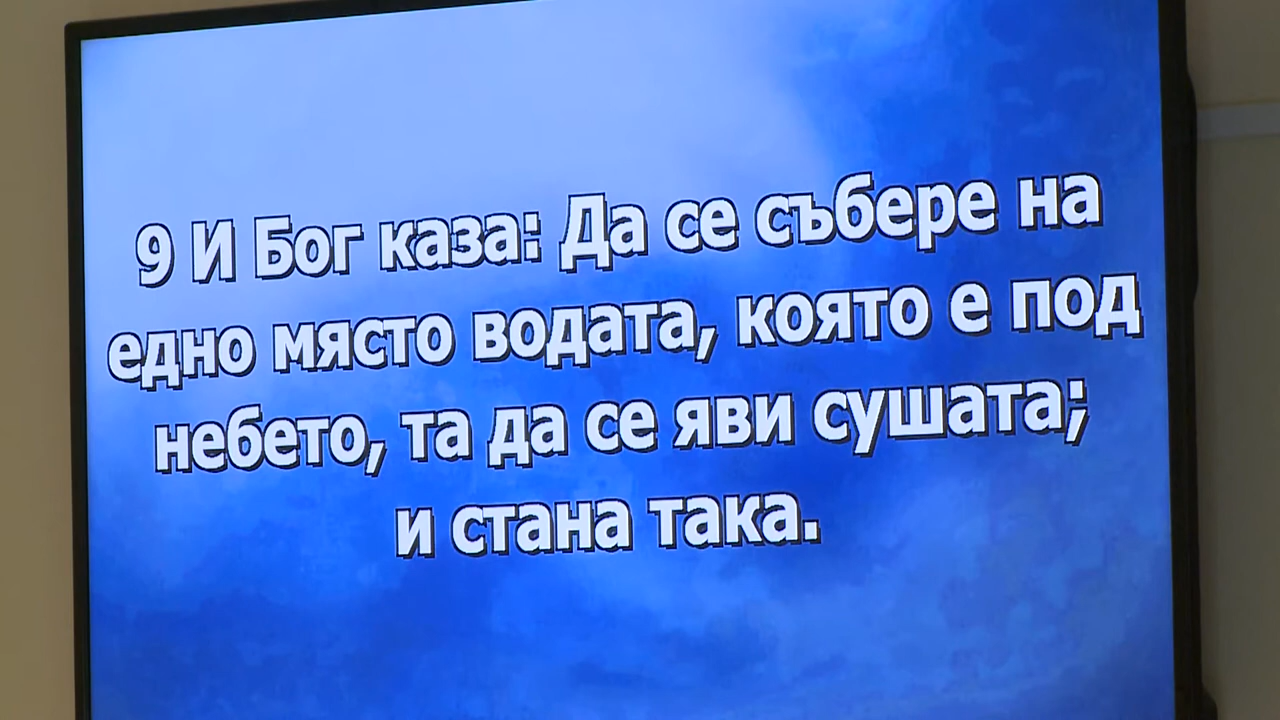 9 И Бог каза: Да се събере на
едно място водата, която е под
небето, та да се яви сушата;
и стана така.